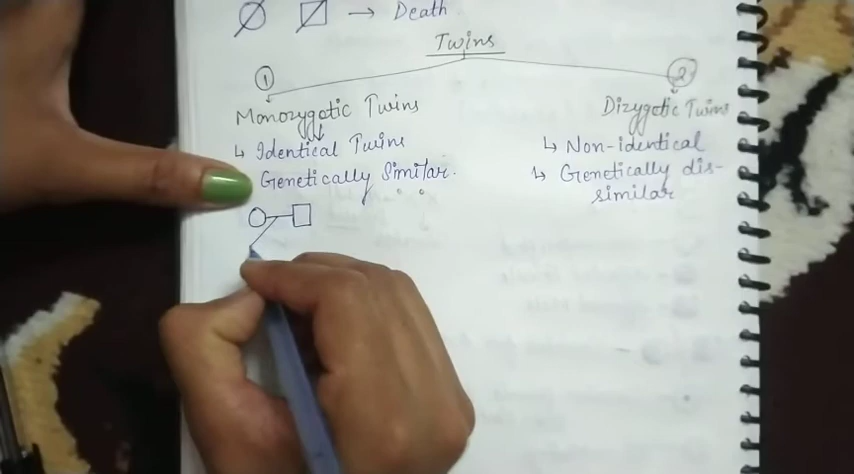 → Death
Twins
1
2
Monozygotic Twins
↳ Identical Twins
Genetically Similar.
Dizygotic Twins
↳ Non-identical
↳ Genetically dis-
similar